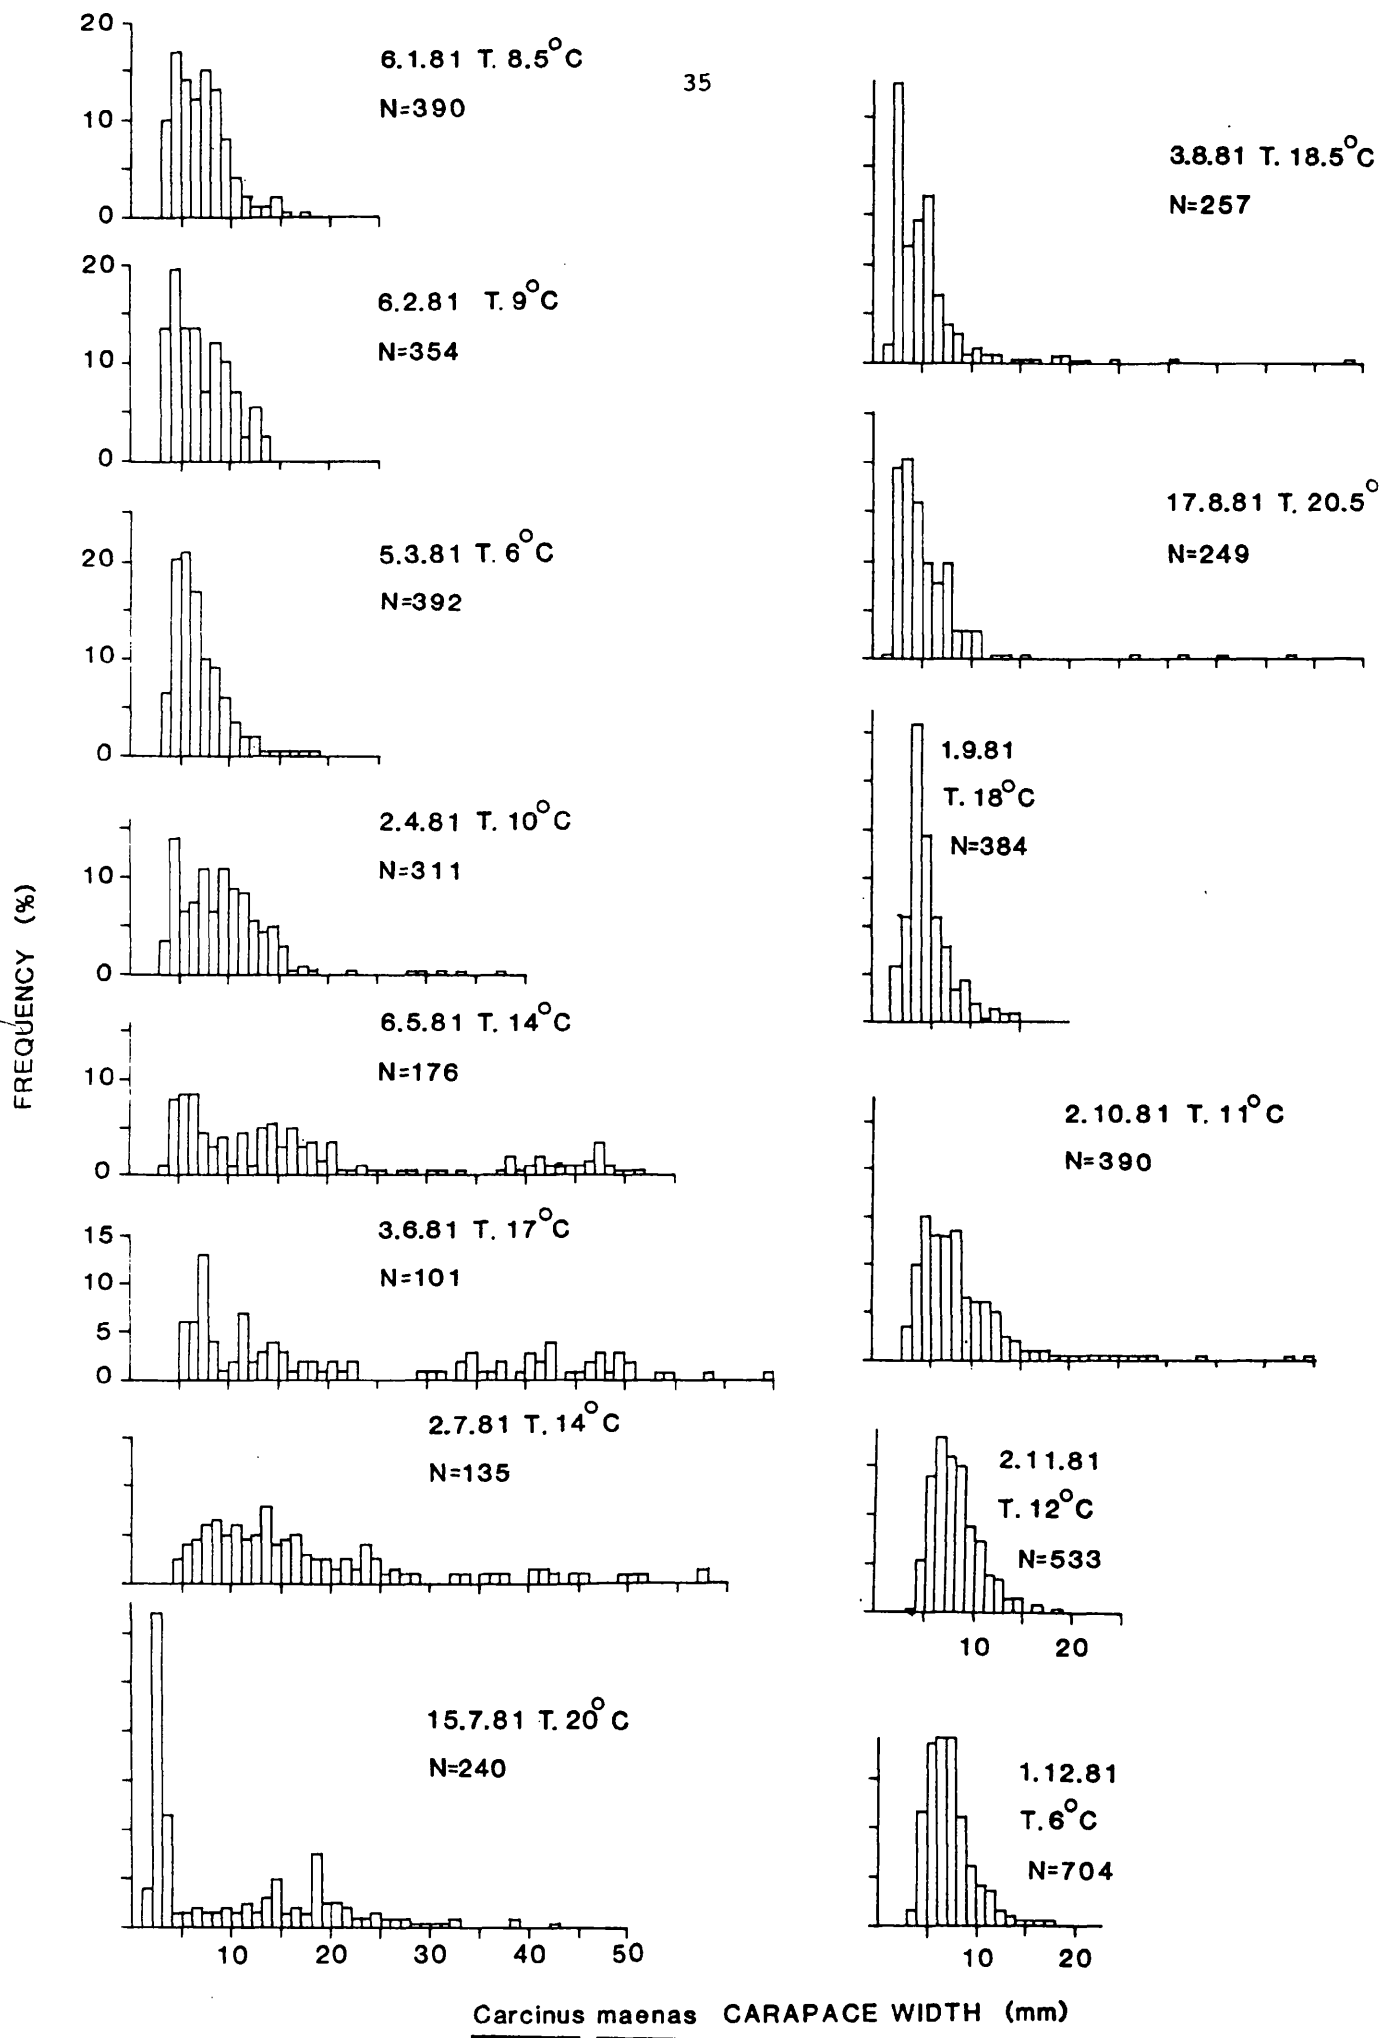 35
FREQUENCY (%)
20
10
0
6.1.81 T. 8.5°C
N=390
20
10
0
6.2.81 T. 9°C
N=354
20
10
0
5.3.81 T. 6°C
N=392
10
0
2.4.81 T. 10°C
N=311
10
0
6.5.81 T. 14°C
N=176
15
10
5
0
3.6.81 T. 17°C
N=101
2.7.81 T. 14°C
N=135
15.7.81 T. 20°C
N=240
10 20 30 40 50
3.8.81 T. 18.5°C
N=257
17.8.81 T. 20.5°
N=249
1.9.81
T. 18°C
N=384
2.10.81 T. 11°C
N=390
2.11.81
T. 12°C
N=533
10 20
1.12.81
T. 6°C
N=704
10 20
Carcinus maenas CARAPACE WIDTH (mm)